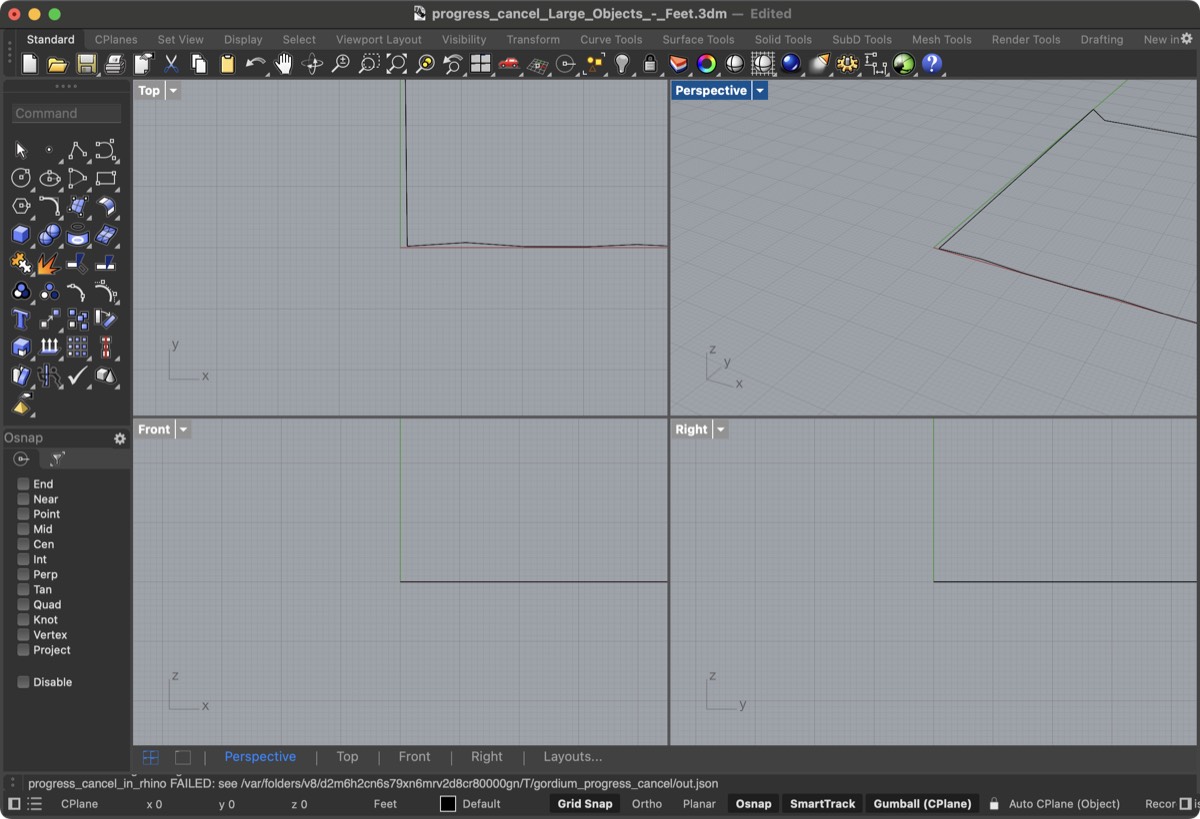 progress_cancel_Large_Objects_-_Feet.3dm — Edited
Standard CPlanes Set View Display Select Viewport Layout Visibility Transform Curve Tools Surface Tools Solid Tools SubD Tools Mesh Tools Render Tools Drafting New in
Command
Top
Perspective
y
x
z
y
x
Front
Right
z
x
z
y
Osnap
End
Near
Point
Mid
Cen
Int
Perp
Tan
Quad
Knot
Vertex
Project
Disable
Perspective Top Front Right Layouts...
progress_cancel_in_rhino FAILED: see /var/folders/v8/d2m6h2cn6s79xn6mrv2d8cr80000gn/T/gordium_progress_cancel/out.json
CPlane x 0 y 0 z 0 Feet Default Grid Snap Ortho Planar Osnap SmartTrack Gumball (CPlane) Auto CPlane (Object) Recor